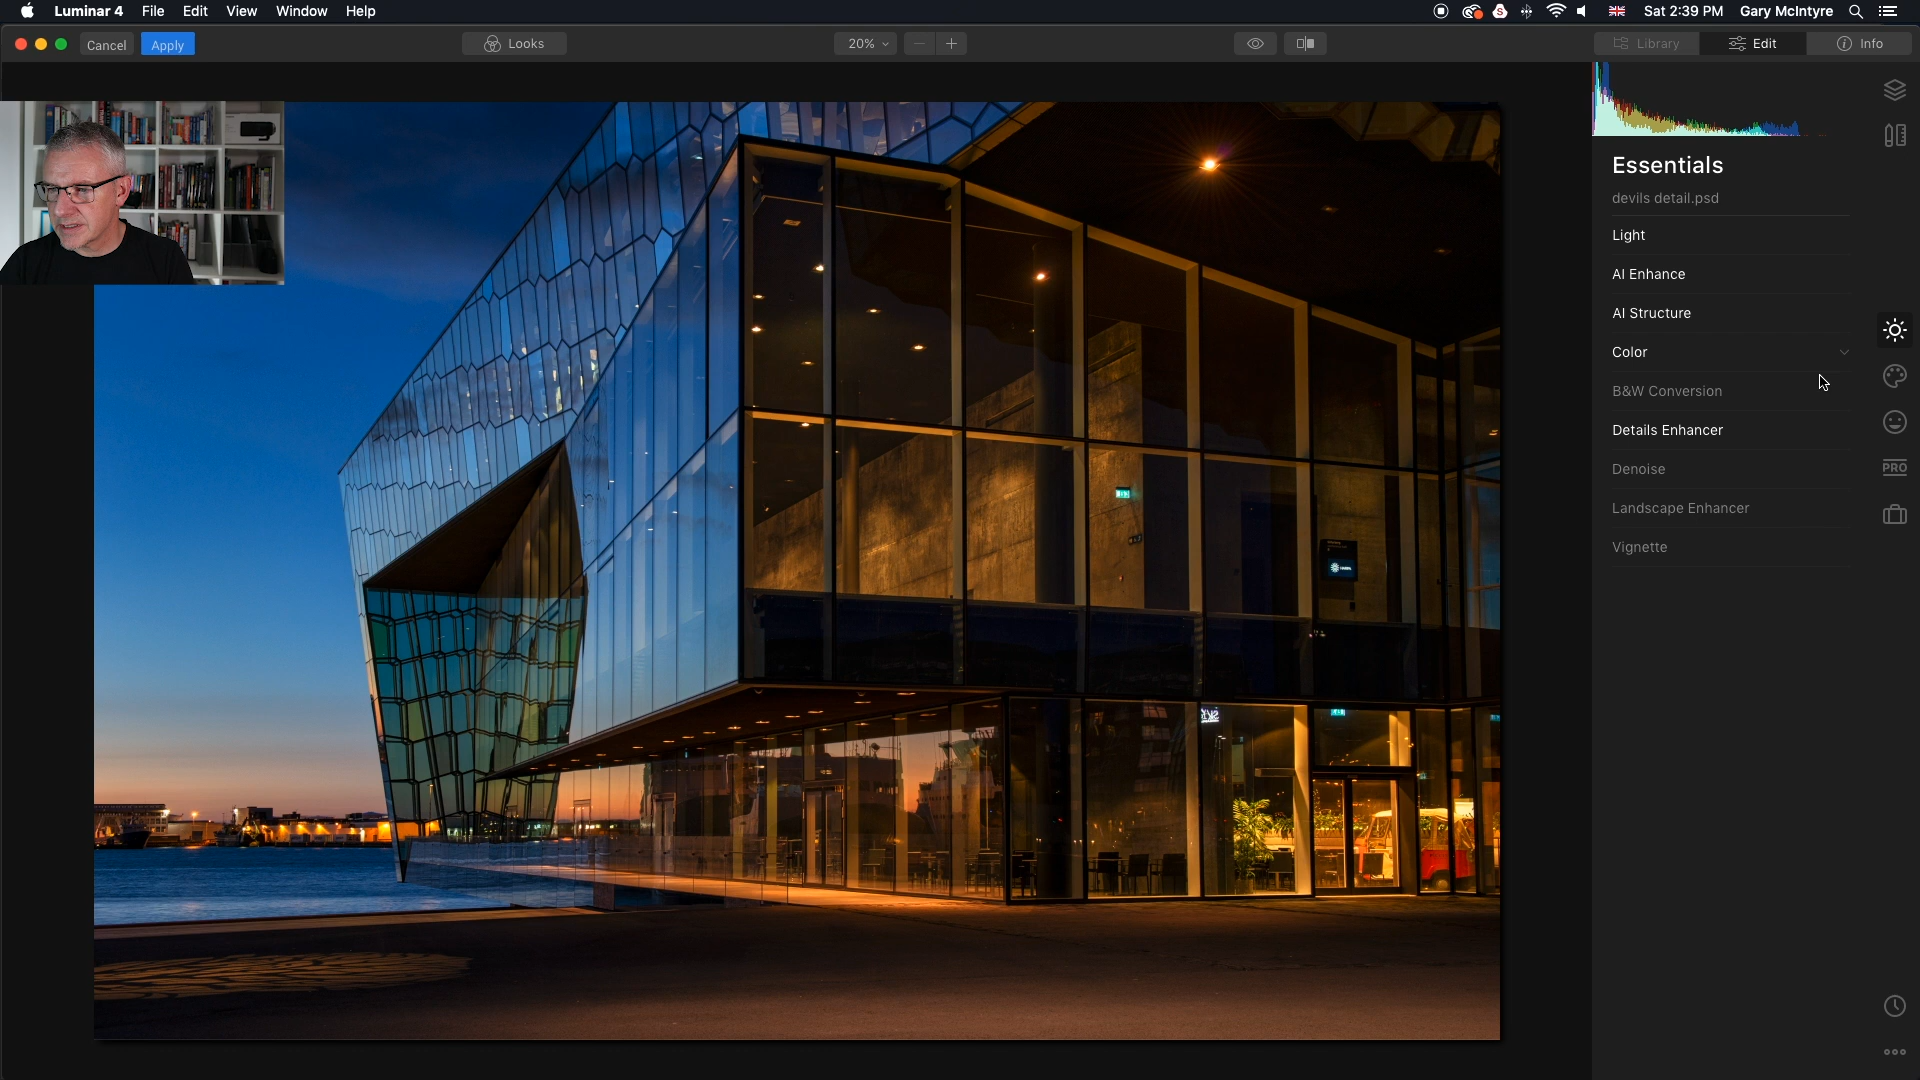 Luminar 4 File Edit View Window Help Sat 2:39 PM Gary McIntyre
Cancel Apply Looks 20% Library Edit Info
Essentials
devils detail.psd
Light
AI Enhance
AI Structure
Color
B&W Conversion
Details Enhancer
Denoise
Landscape Enhancer
Vignette
PRO